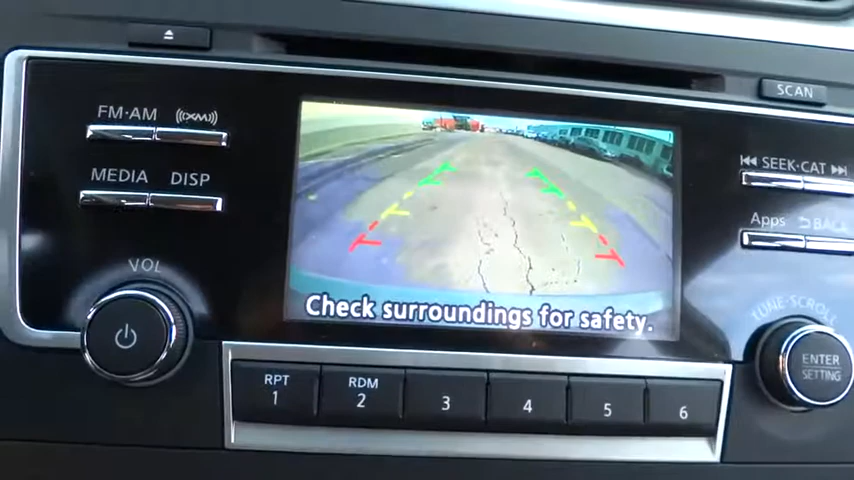 SCAN
FM·AM
((XM))
MEDIA
DISP
SEEK·CAT
Apps
BACK
VOL
TUNE·SCROLL
Check surroundings for safety.
ENTER
SETTING
RPT
1
RDM
2
3
4
5
6